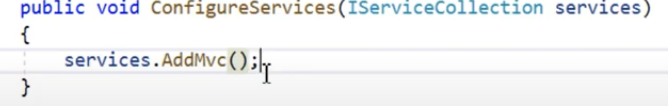 public void ConfigureServices(IServiceCollection services)
{
    services.AddMvc();
}